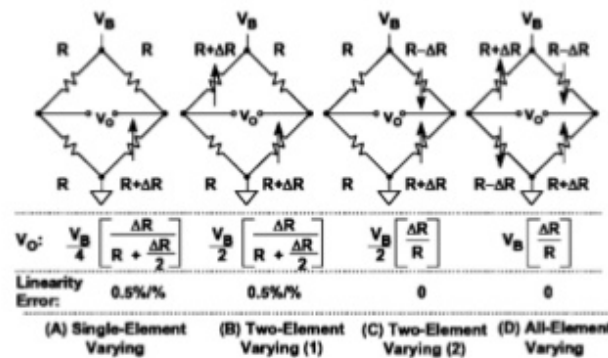 V_B V_B V_B V_B
R R R+ΔR R R R−ΔR R+ΔR R−ΔR
V_O V_O V_O V_O
R R+ΔR R R+ΔR R R+ΔR R−ΔR R+ΔR
V_O: V_B/4 [ΔR / (R + ΔR/2)] V_B/2 [ΔR / (R + ΔR/2)] V_B/2 [ΔR/R] V_B [ΔR/R]
Linearity
Error: 0.5%/% 0.5%/% 0 0
(A) Single-Element (B) Two-Element (C) Two-Element (D) All-Element
Varying Varying (1) Varying (2) Varying